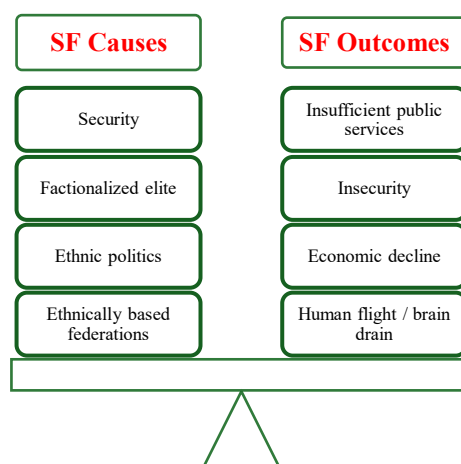 SF Causes
Security
Factionalized elite
Ethnic politics
Ethnically based
federations
SF Outcomes
Insufficient public
services
Insecurity
Economic decline
Human flight / brain
drain